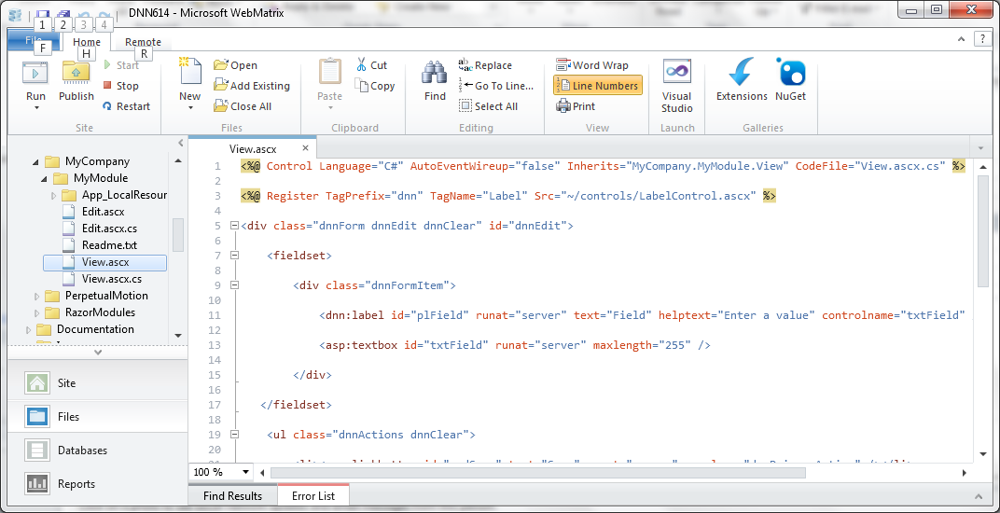 DNN614 - Microsoft WebMatrix
1 2 3 4
File Home Remote
F H R
Run
Publish
Start
Stop
Restart
Site
New
Open
Add Existing
Close All
Files
Paste
Cut
Copy
Clipboard
Find
Replace
Go To Line...
Select All
Editing
Word Wrap
Line Numbers
Print
View
Visual
Studio
Launch
Extensions
NuGet
Galleries
MyCompany
MyModule
App_LocalResour
Edit.ascx
Edit.ascx.cs
Readme.txt
View.ascx
View.ascx.cs
PerpetualMotion
RazorModules
Documentation
Site
Files
Databases
Reports
View.ascx
1 <%@ Control Language="C#" AutoEventWireup="false" Inherits="MyCompany.MyModule.View" CodeFile="View.ascx.cs" %>
2
3 <%@ Register TagPrefix="dnn" TagName="Label" Src="~/controls/LabelControl.ascx" %>
4
5 <div class="dnnForm dnnEdit dnnClear" id="dnnEdit">
6
7 <fieldset>
8
9 <div class="dnnFormItem">
10
11 <dnn:label id="plField" runat="server" text="Field" helptext="Enter a value" controlname="txtField"
12
13 <asp:textbox id="txtField" runat="server" maxlength="255" />
14
15 </div>
16
17 </fieldset>
18
19 <ul class="dnnActions dnnClear">
20
100 %
Find Results
Error List